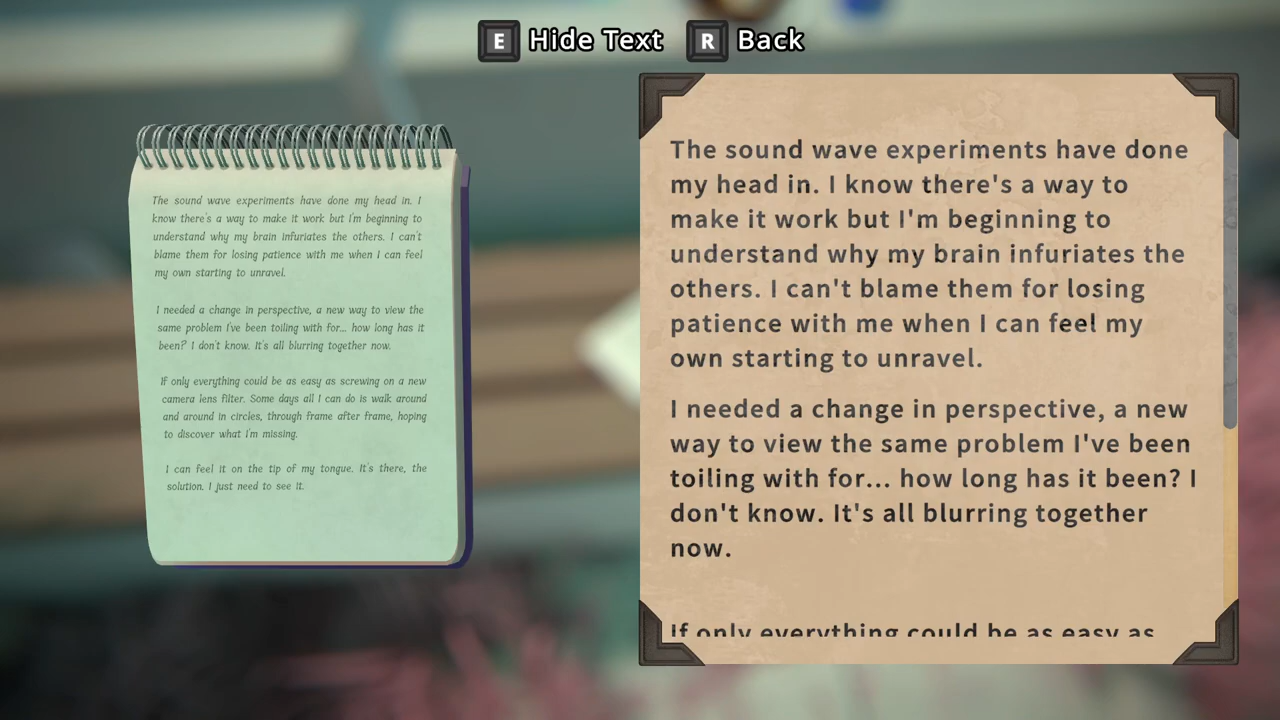 E Hide Text R Back
The sound wave experiments have done my head in. I
know there's a way to make it work but I'm beginning to
understand why my brain infuriates the others. I can't
blame them for losing patience with me when I can feel
my own starting to unravel.
I needed a change in perspective, a new way to view the
same problem I've been toiling with for... how long has it
been? I don't know. It's all blurring together now.
If only everything could be as easy as screwing on a new
camera lens filter. Some days all I can do is walk around
and around in circles, through frame after frame, hoping
to discover what I'm missing.
I can feel it on the tip of my tongue. It's there, the
solution. I just need to see it.
The sound wave experiments have done
my head in. I know there's a way to
make it work but I'm beginning to
understand why my brain infuriates the
others. I can't blame them for losing
patience with me when I can feel my
own starting to unravel.
I needed a change in perspective, a new
way to view the same problem I've been
toiling with for... how long has it been? I
don't know. It's all blurring together
now.
If only everything could be as easy as